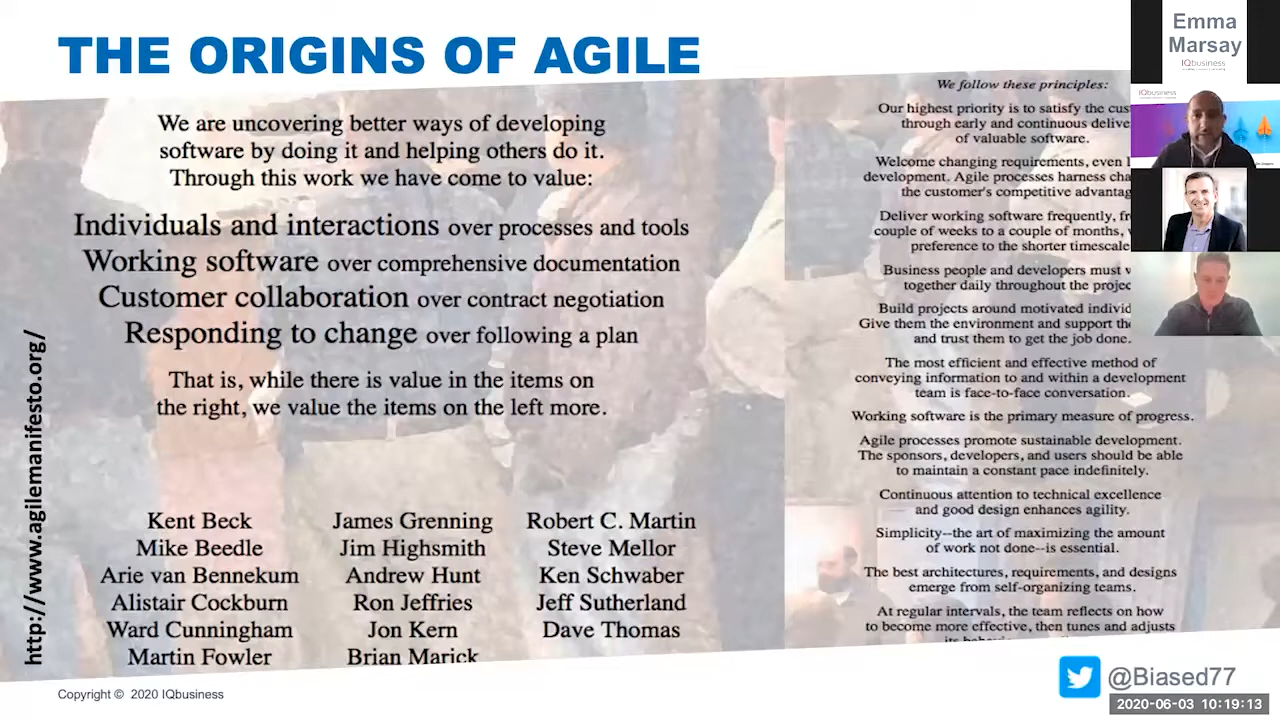 THE ORIGINS OF AGILE
We are uncovering better ways of developing
software by doing it and helping others do it.
Through this work we have come to value:
Individuals and interactions over processes and tools
Working software over comprehensive documentation
Customer collaboration over contract negotiation
Responding to change over following a plan
That is, while there is value in the items on
the right, we value the items on the left more.
Kent Beck
Mike Beedle
Arie van Bennekum
Alistair Cockburn
Ward Cunningham
Martin Fowler
James Grenning
Jim Highsmith
Andrew Hunt
Ron Jeffries
Jon Kern
Brian Marick
Robert C. Martin
Steve Mellor
Ken Schwaber
Jeff Sutherland
Dave Thomas
http://www.agilemanifesto.org/
We follow these principles:
Our highest priority is to satisfy the
through early and continuous
of valuable software.
Welcome changing requirements, even
development. Agile processes harness
the customer's competitive
Deliver working software frequently,
couple of weeks to a couple of months,
preference to the shorter
Business people and developers must
together daily throughout the
Build projects around motivated
Give them the environment and support
and trust them to get the job done.
The most efficient and effective method of
conveying information to and within a development
team is face-to-face conversation.
Working software is the primary measure of progress.
Agile processes promote sustainable development.
The sponsors, developers, and users should be able
to maintain a constant pace indefinitely.
Continuous attention to technical excellence
and good design enhances agility.
Simplicity--the art of maximizing the amount
of work not done--is essential.
The best architectures, requirements, and designs
emerge from self-organizing teams.
At regular intervals, the team reflects on how
to become more effective, then tunes and adjusts
Emma
Marsay
IQbusiness
IQbusiness
Copyright © 2020 IQbusiness
@Biased77
2020-06-03 10:19:13